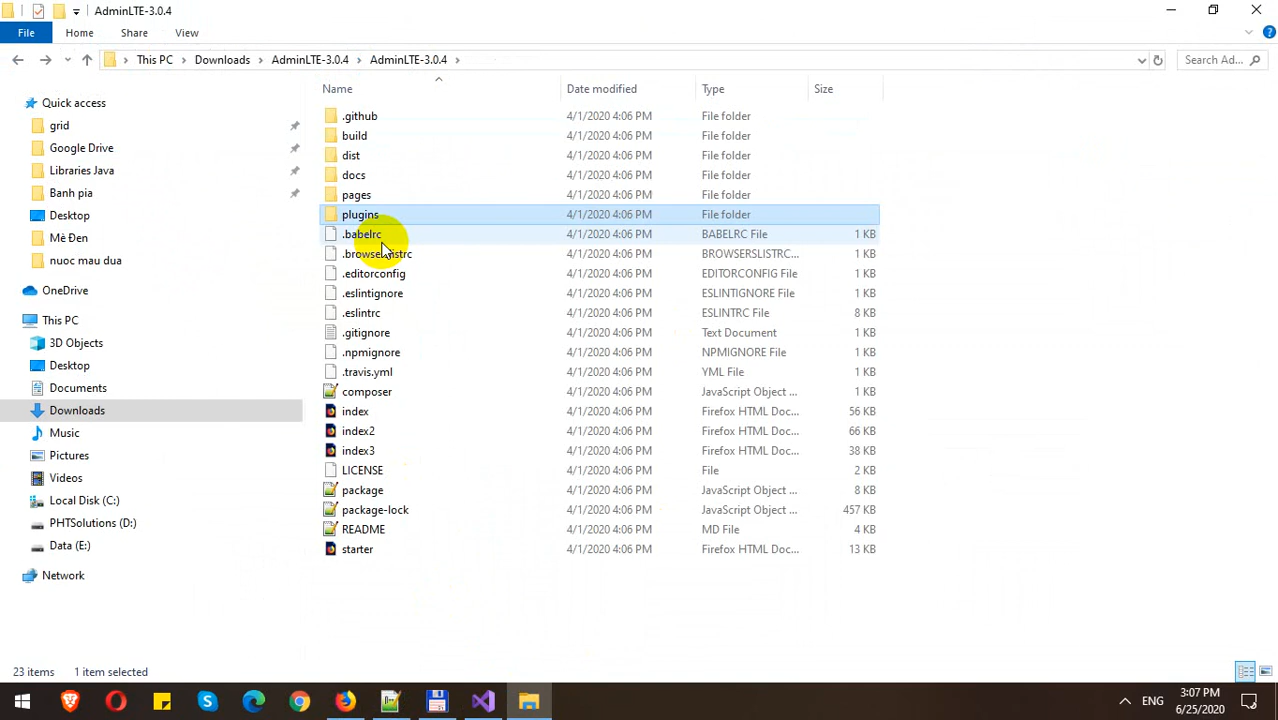 AdminLTE-3.0.4
File Home Share View
This PC Downloads AdminLTE-3.0.4 AdminLTE-3.0.4
Search Ad...
Name Date modified Type Size
Quick access
grid
Google Drive
Libraries Java
Banh pia
Desktop
Mê Đen
nuoc mau dua
OneDrive
This PC
3D Objects
Desktop
Documents
Downloads
Music
Pictures
Videos
Local Disk (C:)
PHTSolutions (D:)
Data (E:)
Network
.github 4/1/2020 4:06 PM File folder
build 4/1/2020 4:06 PM File folder
dist 4/1/2020 4:06 PM File folder
docs 4/1/2020 4:06 PM File folder
pages 4/1/2020 4:06 PM File folder
plugins 4/1/2020 4:06 PM File folder
.babelrc 4/1/2020 4:06 PM BABELRC File 1 KB
.browserslistrc 4/1/2020 4:06 PM BROWSERSLISTRC... 1 KB
.editorconfig 4/1/2020 4:06 PM EDITORCONFIG File 1 KB
.eslintignore 4/1/2020 4:06 PM ESLINTIGNORE File 1 KB
.eslintrc 4/1/2020 4:06 PM ESLINTRC File 8 KB
.gitignore 4/1/2020 4:06 PM Text Document 1 KB
.npmignore 4/1/2020 4:06 PM NPMIGNORE File 1 KB
.travis.yml 4/1/2020 4:06 PM YML File 1 KB
composer 4/1/2020 4:06 PM JavaScript Object ... 1 KB
index 4/1/2020 4:06 PM Firefox HTML Doc... 56 KB
index2 4/1/2020 4:06 PM Firefox HTML Doc... 66 KB
index3 4/1/2020 4:06 PM Firefox HTML Doc... 38 KB
LICENSE 4/1/2020 4:06 PM File 2 KB
package 4/1/2020 4:06 PM JavaScript Object ... 8 KB
package-lock 4/1/2020 4:06 PM JavaScript Object ... 457 KB
README 4/1/2020 4:06 PM MD File 4 KB
starter 4/1/2020 4:06 PM Firefox HTML Doc... 13 KB
23 items 1 item selected
ENG
3:07 PM
6/25/2020